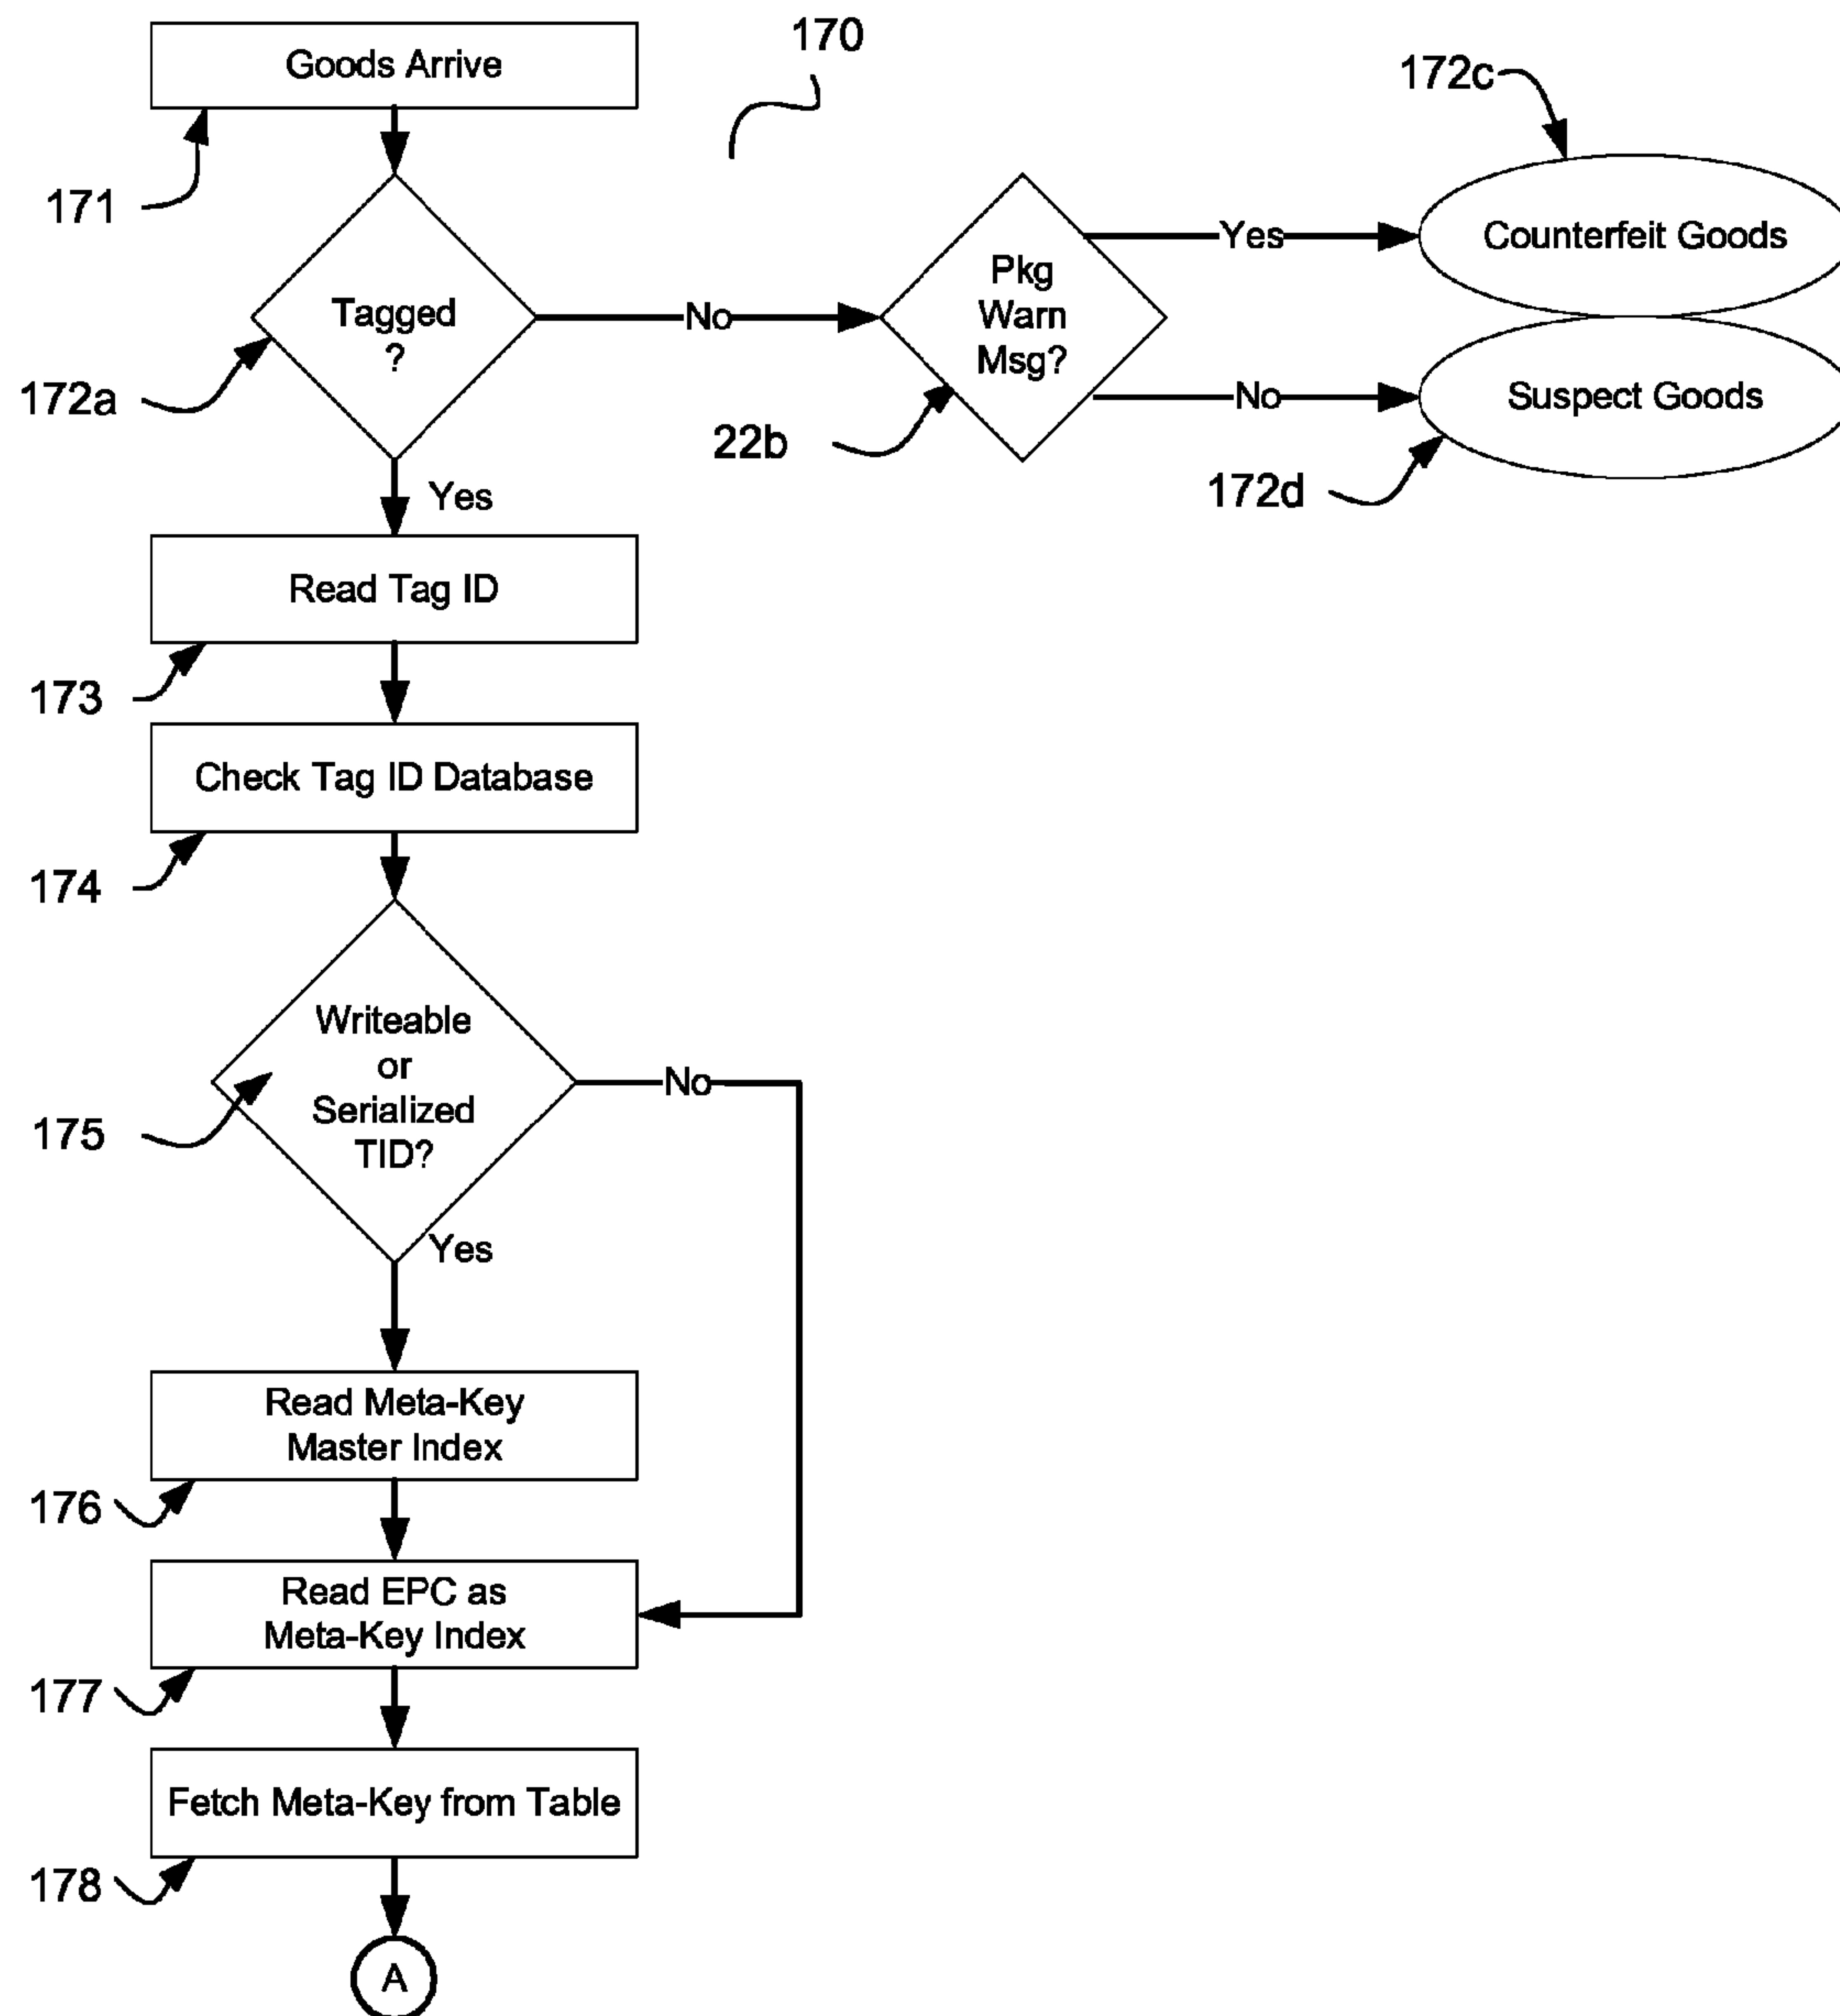 Goods Arrive
170
172c
171
Tagged
?
No
Pkg
Warn
Msg?
Yes
Counterfeit Goods
No
Suspect Goods
172a
22b
172d
Yes
Read Tag ID
173
Check Tag ID Database
174
Writeable
or
Serialized
TID?
No
175
Yes
Read Meta-Key
Master Index
176
Read EPC as
Meta-Key Index
177
Fetch Meta-Key from Table
178
A